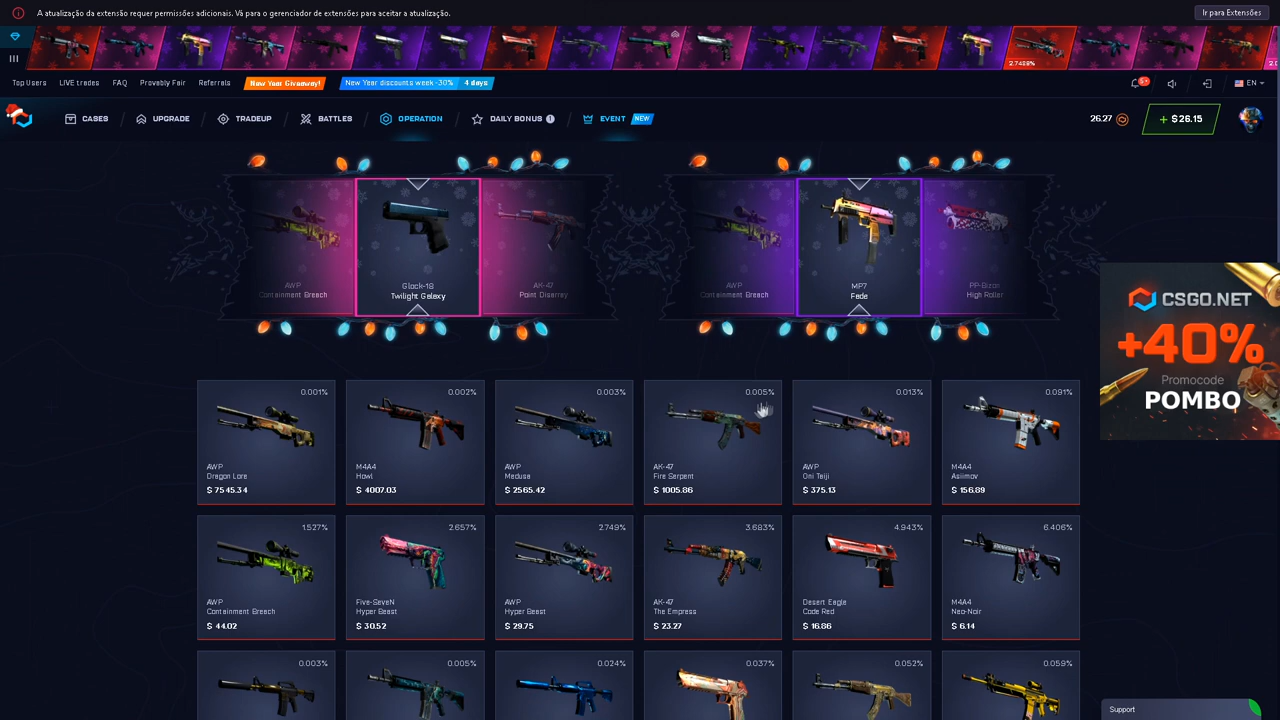 A atualização da extensão requer permissões adicionais. Vá para o gerenciador de extensões para aceitar a atualização.
Ir para Extensões
2.7488%
Top Users
LIVE trades
FAQ
Provably Fair
Referrals
New Year Giveaway!
New Year discounts week -30%
4 days
EN
CASES
UPGRADE
TRADEUP
BATTLES
OPERATION
DAILY BONUS
EVENT
NEW
26.27
+ $ 26.15
AWP
Containment Breach
Glock-18
Twilight Galaxy
AK-47
Point Disarray
AWP
Containment Breach
MP7
Fade
PP-Bizon
High Roller
CSGO.NET
+40%
Promocode
POMBO
0.001%
AWP
Dragon Lore
$ 7545.34
0.002%
M4A4
Howl
$ 4007.03
0.003%
AWP
Medusa
$ 2565.42
0.005%
AK-47
Fire Serpent
$ 1005.86
0.013%
AWP
Oni Taiji
$ 375.13
0.091%
M4A4
Asiimov
$ 156.89
1.527%
AWP
Containment Breach
$ 44.02
2.657%
Five-SeveN
Hyper Beast
$ 30.52
2.749%
AWP
Hyper Beast
$ 29.75
3.683%
AK-47
The Empress
$ 23.27
4.943%
Desert Eagle
Code Red
$ 16.86
6.406%
M4A4
Neo-Noir
$ 6.14
0.003%
0.005%
0.024%
0.037%
0.052%
0.059%
Support